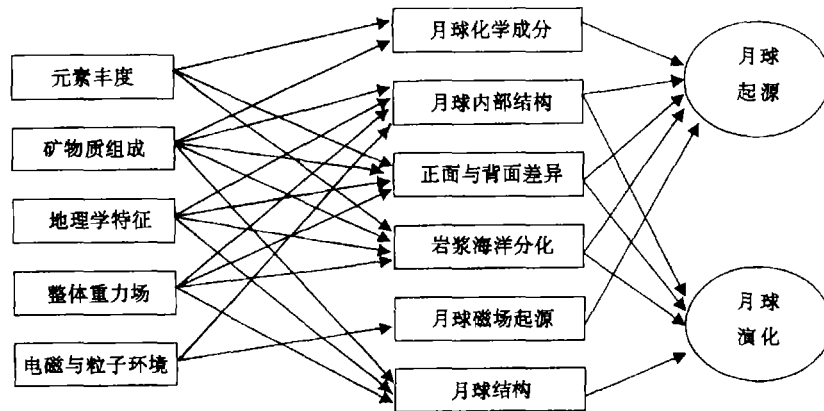 元素丰度
矿物质组成
地理学特征
整体重力场
电磁与粒子环境
月球化学成分
月球内部结构
正面与背面差异
岩浆海洋分化
月球磁场起源
月球结构
月球
起源
月球
演化